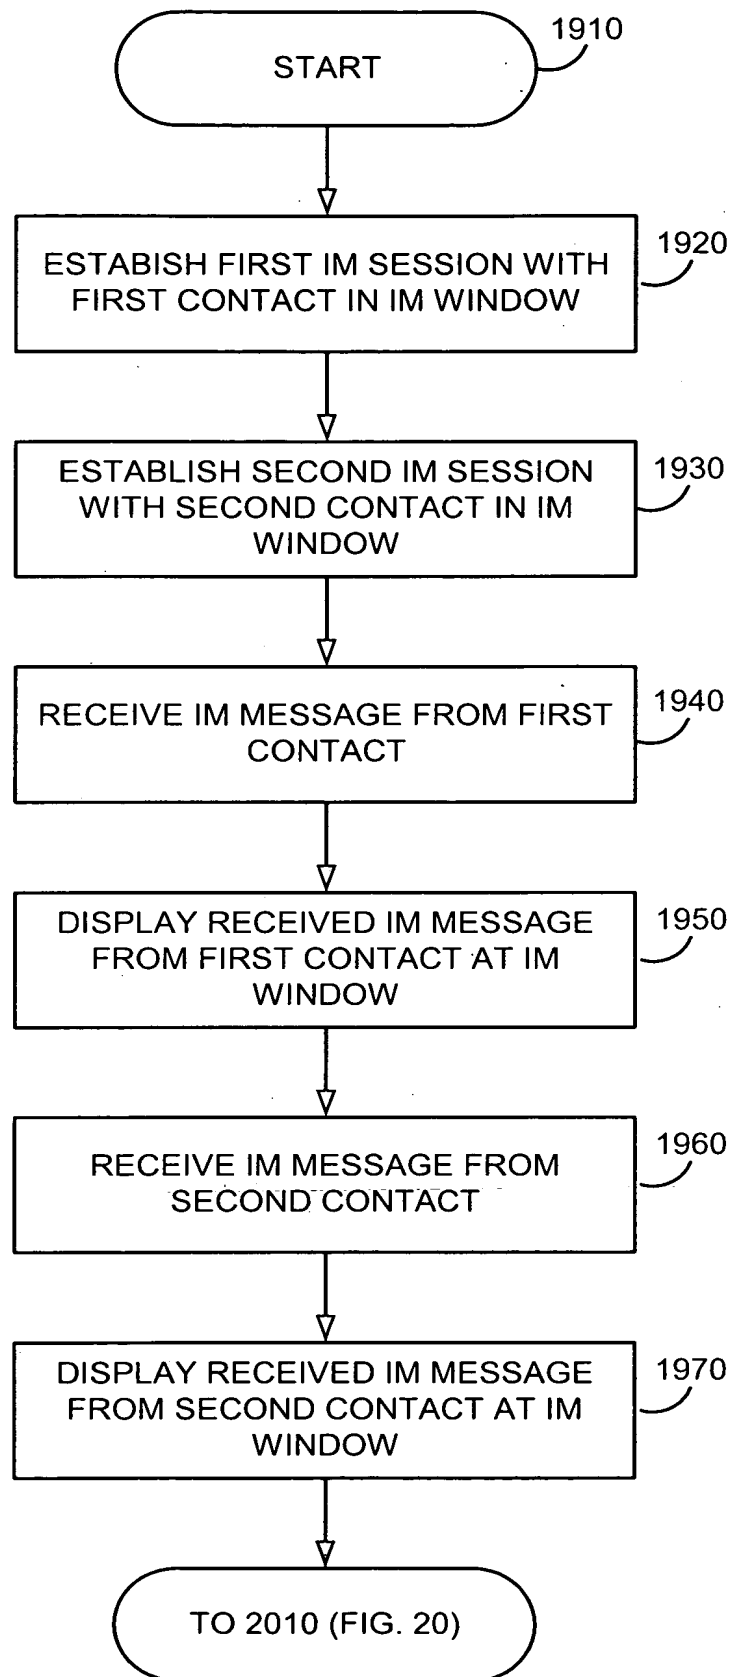 START
1910
ESTABISH FIRST IM SESSION WITH
FIRST CONTACT IN IM WINDOW
1920
ESTABLISH SECOND IM SESSION
WITH SECOND CONTACT IN IM
WINDOW
1930
RECEIVE IM MESSAGE FROM FIRST
CONTACT
1940
DISPLAY RECEIVED IM MESSAGE
FROM FIRST CONTACT AT IM
WINDOW
1950
RECEIVE IM MESSAGE FROM
SECOND CONTACT
1960
DISPLAY RECEIVED IM MESSAGE
FROM SECOND CONTACT AT IM
WINDOW
1970
TO 2010 (FIG. 20)